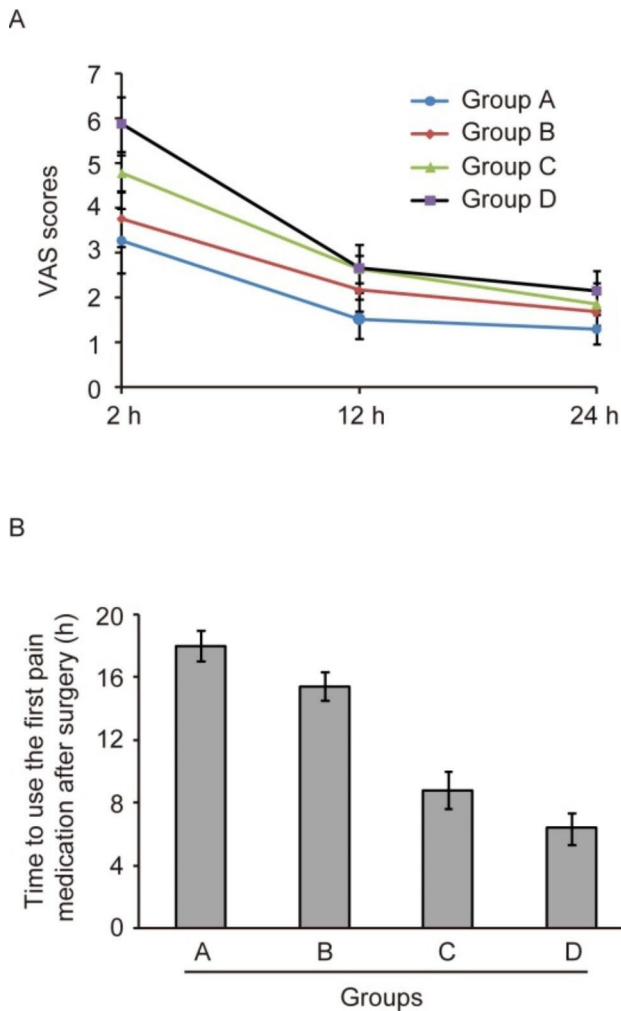 A
7
6
5
4
3
2
1
0
VAS scores
2 h
12 h
24 h
Group A
Group B
Group C
Group D
B
20
16
12
8
4
0
Time to use the first pain
medication after surgery (h)
A
B
C
D
Groups